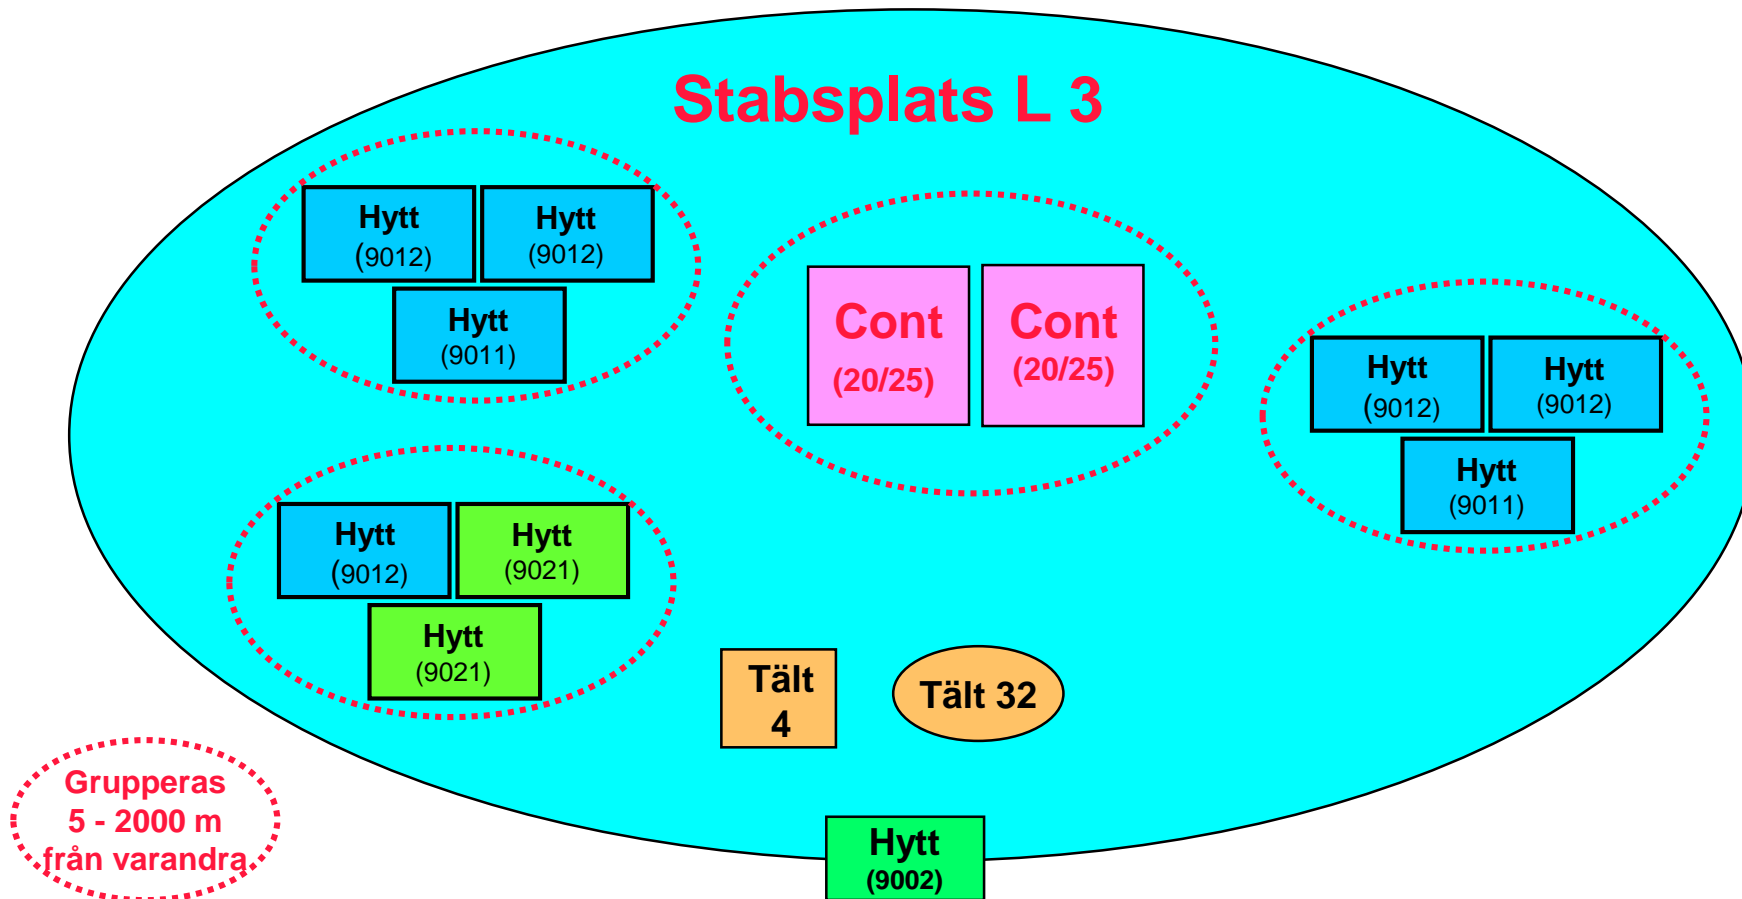 Stabsplats L 3
Hytt
(9012)
Hytt
(9012)
Hytt
(9011)
Cont
(20/25)
Cont
(20/25)
Hytt
(9012)
Hytt
(9012)
Hytt
(9011)
Hytt
(9012)
Hytt
(9021)
Hytt
(9021)
Tält
4
Tält 32
Grupperas
5 - 2000 m
från varandra
Hytt
(9002)